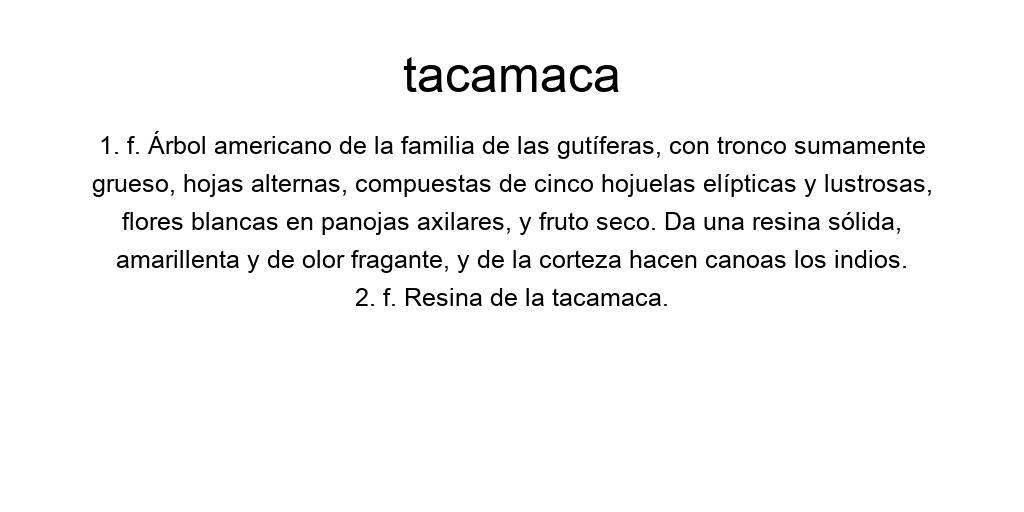 tacamaca
1. f. Árbol americano de la familia de las gutíferas, con tronco sumamente
grueso, hojas alternas, compuestas de cinco hojuelas elípticas y lustrosas,
flores blancas en panojas axilares, y fruto seco. Da una resina sólida,
amarillenta y de olor fragante, y de la corteza hacen canoas los indios.
2. f. Resina de la tacamaca.